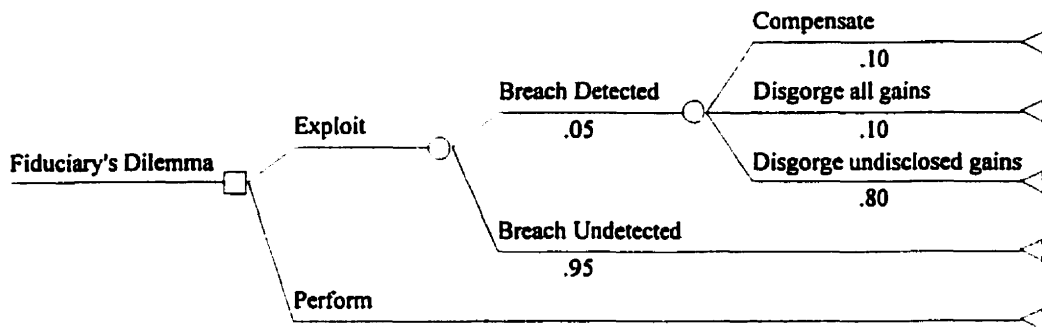 Compensate
.10
Breach Detected
Disgorge all gains
.05
.10
Exploit
Fiduciary's Dilemma
Disgorge undisclosed gains
.80
Breach Undetected
.95
Perform